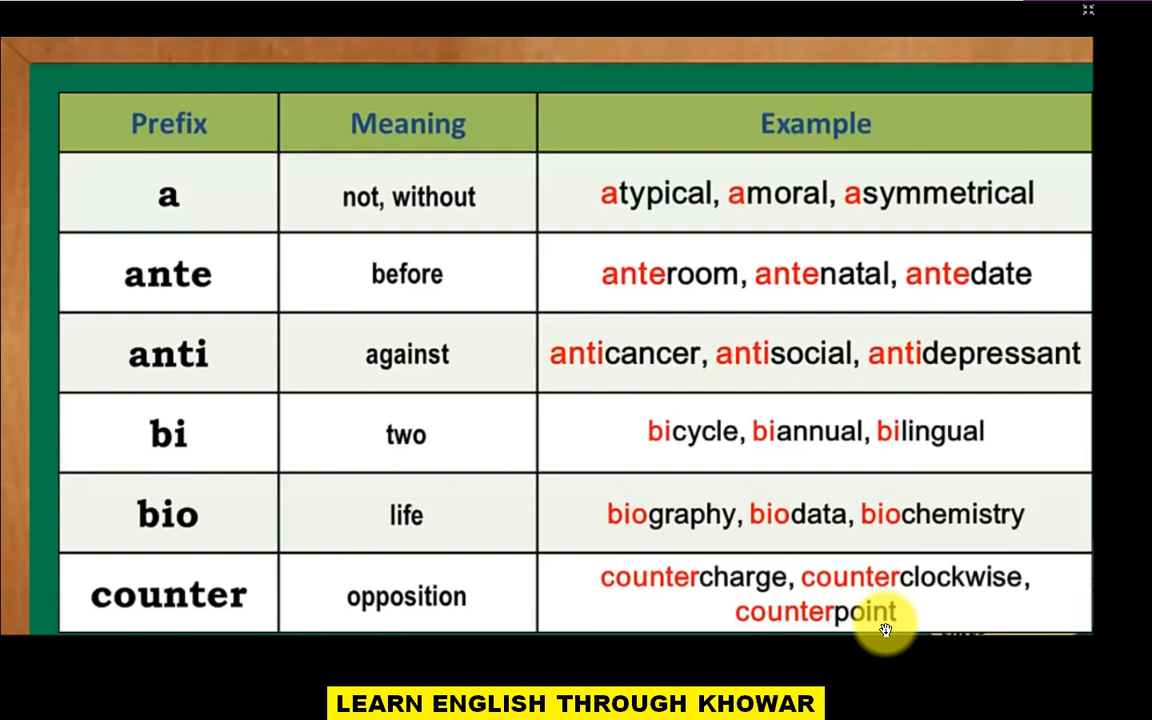 Prefix Meaning Example
a not, without atypical, amoral, asymmetrical
ante before anteroom, antenatal, antedate
anti against anticancer, antisocial, antidepressant
bi two bicycle, biannual, bilingual
bio life biography, biodata, biochemistry
counter opposition countercharge, counterclockwise,
counterpoint
LEARN ENGLISH THROUGH KHOWAR